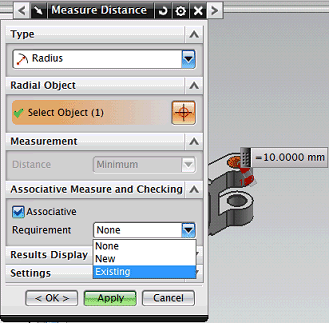 Measure Distance
Type
Radius
Radial Object
Select Object (1)
Measurement
Distance Minimum
Associative Measure and Checking
Associative
Requirement None
None
New
Existing
Results Display
Settings
< OK > Apply Cancel
=10.0000 mm